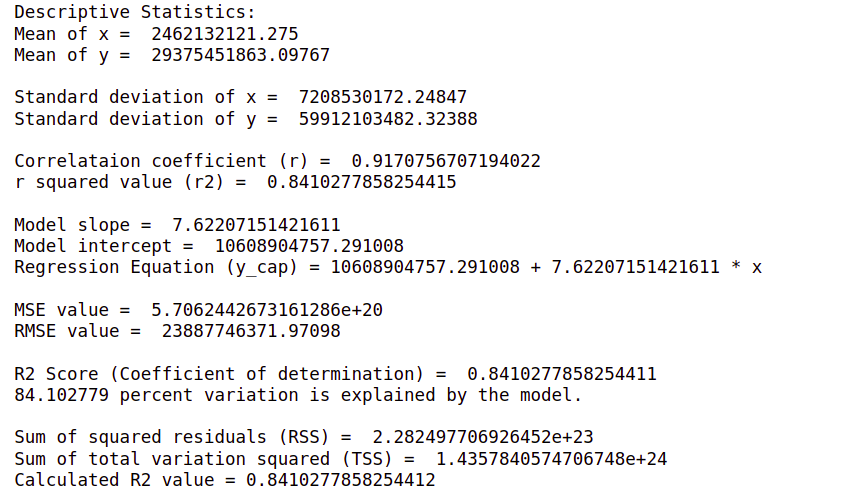 Descriptive Statistics:
Mean of x =  2462132121.275
Mean of y =  29375451863.09767
Standard deviation of x =  7208530172.24847
Standard deviation of y =  59912103482.32388
Correlataion coefficient (r) =  0.9170756707194022
r squared value (r2) =  0.8410277858254415
Model slope =  7.62207151421611
Model intercept =  10608904757.291008
Regression Equation (y_cap) = 10608904757.291008 + 7.62207151421611 * x
MSE value =  5.7062442673161286e+20
RMSE value =  23887746371.97098
R2 Score (Coefficient of determination) =  0.8410277858254411
84.102779 percent variation is explained by the model.
Sum of squared residuals (RSS) =  2.282497706926452e+23
Sum of total variation squared (TSS) =  1.4357840574706748e+24
Calculated R2 value = 0.8410277858254412